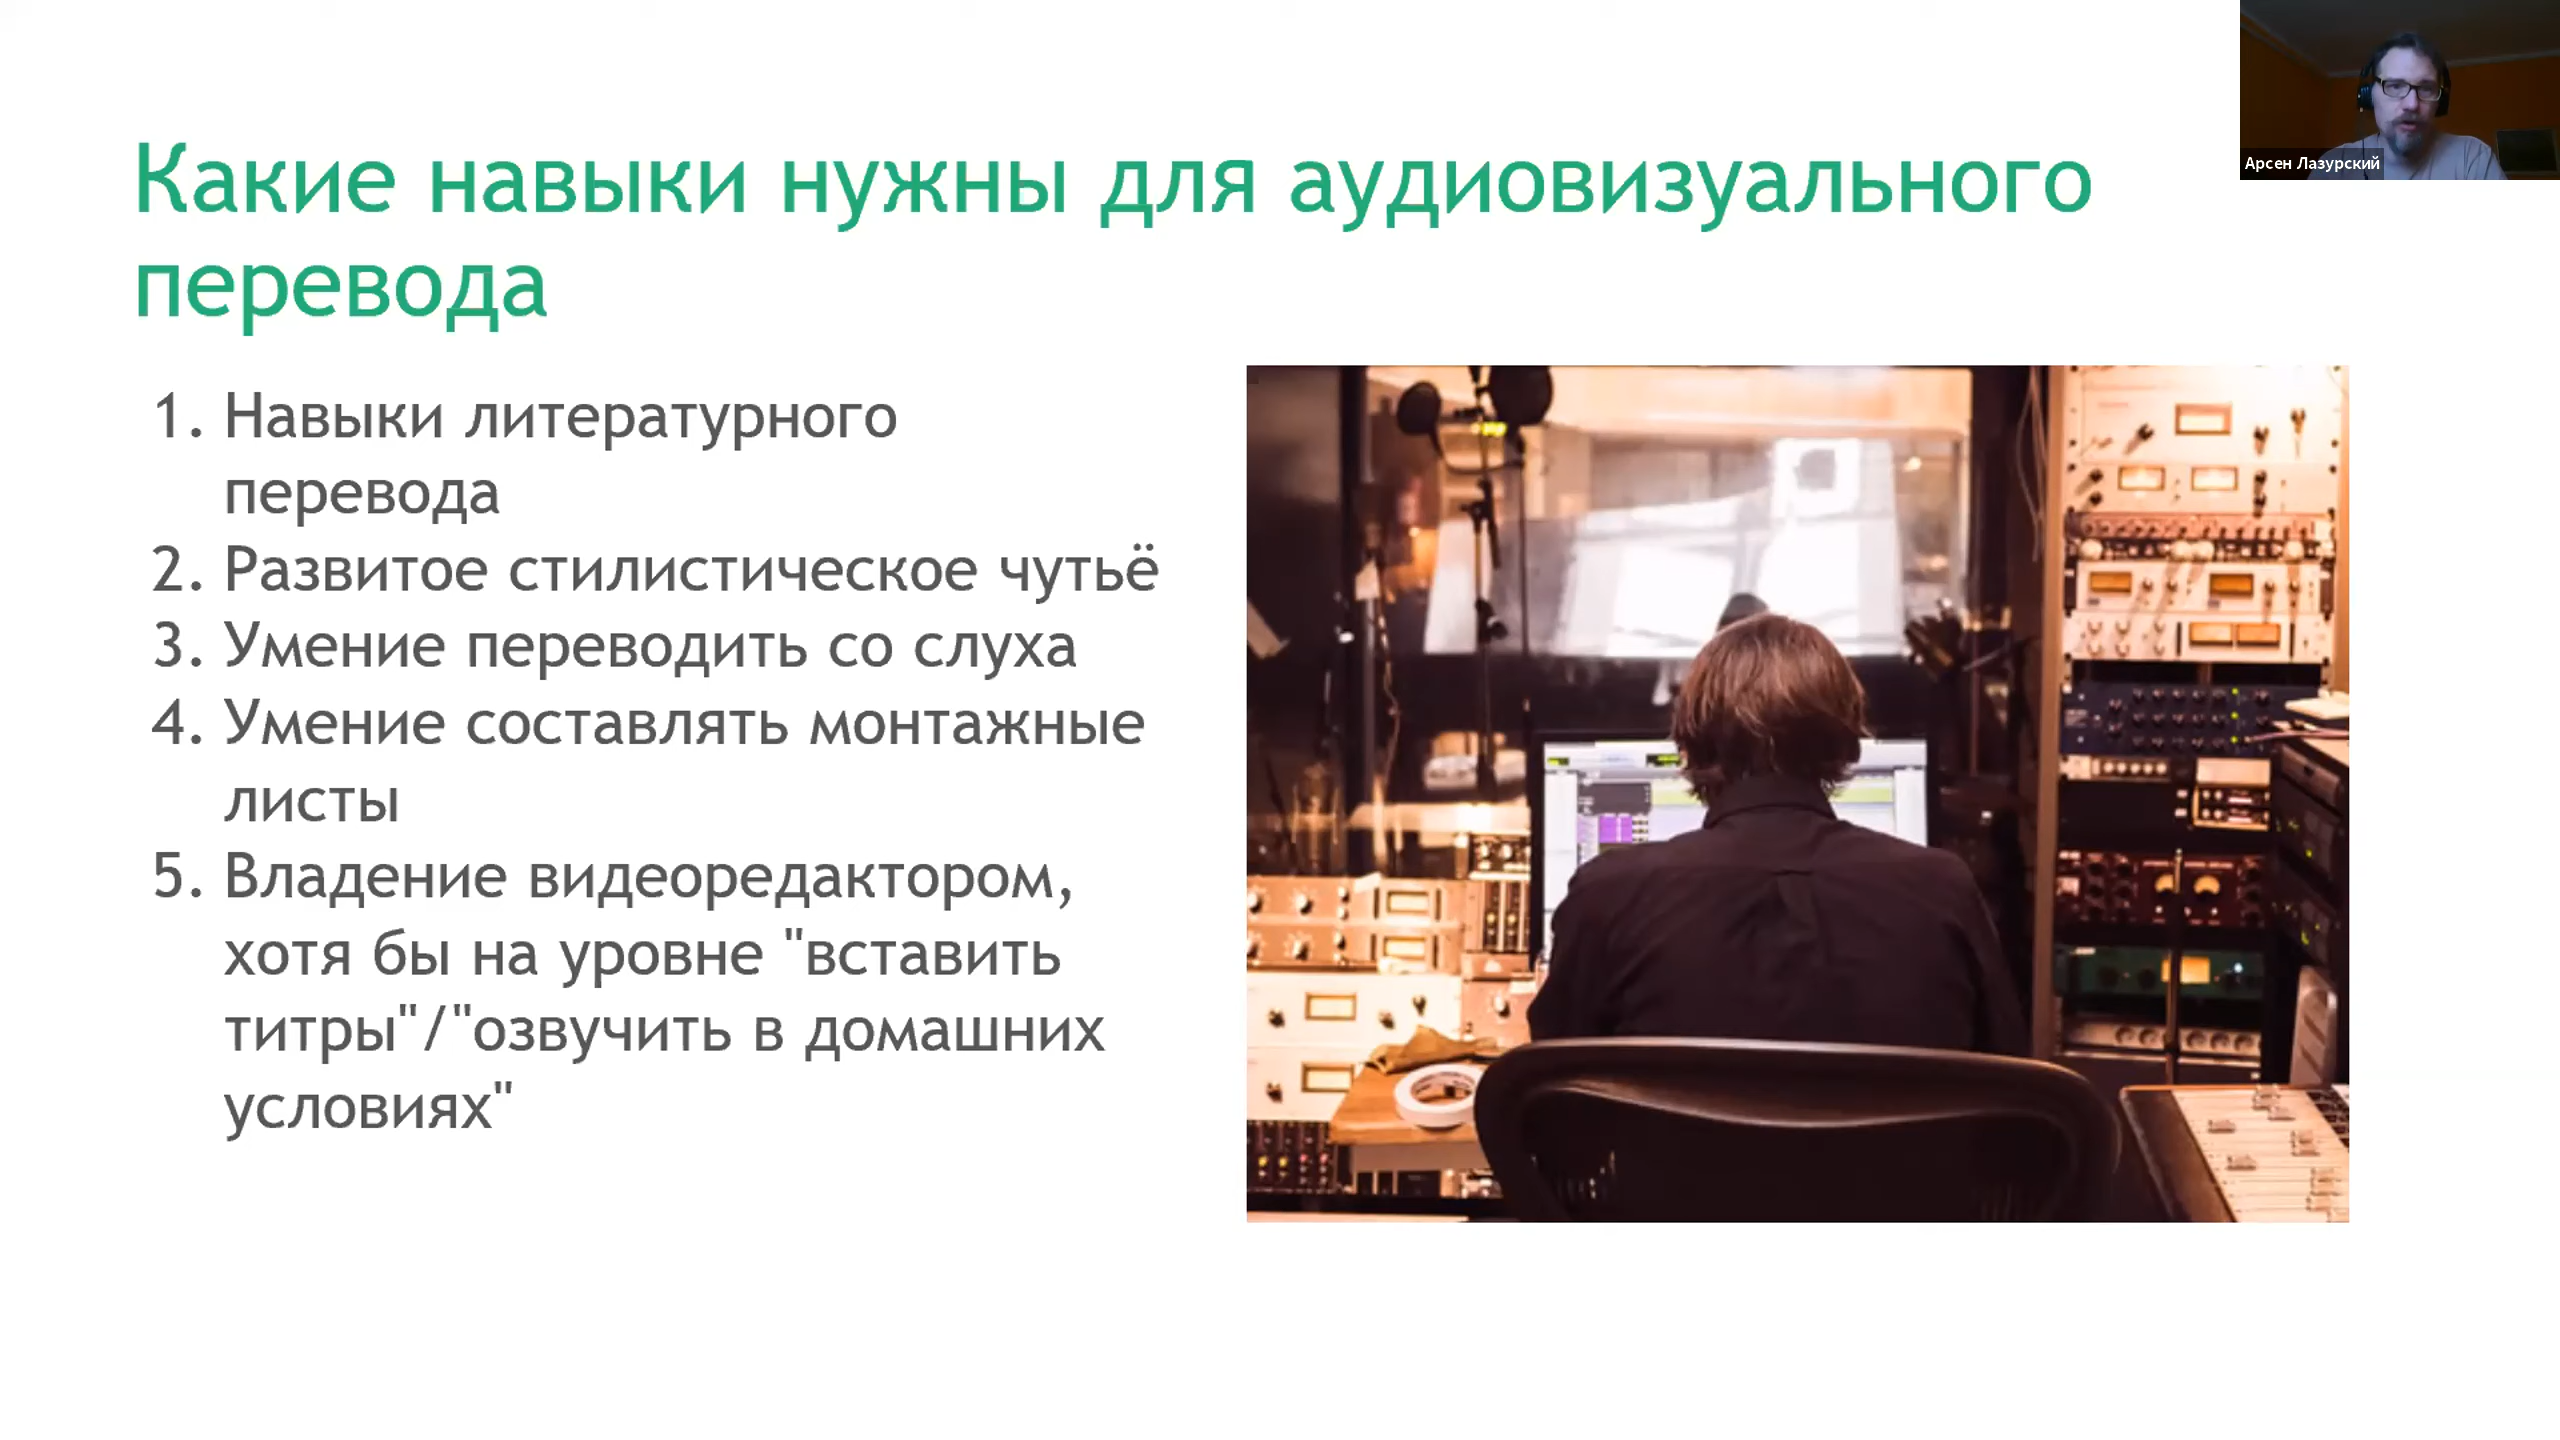 Какие навыки нужны для аудиовизуального
перевода
1. Навыки литературного
перевода
2. Развитое стилистическое чутьё
3. Умение переводить со слуха
4. Умение составлять монтажные
листы
5. Владение видеоредактором,
хотя бы на уровне "вставить
титры"/"озвучить в домашних
условиях"
Арсен Лазурский